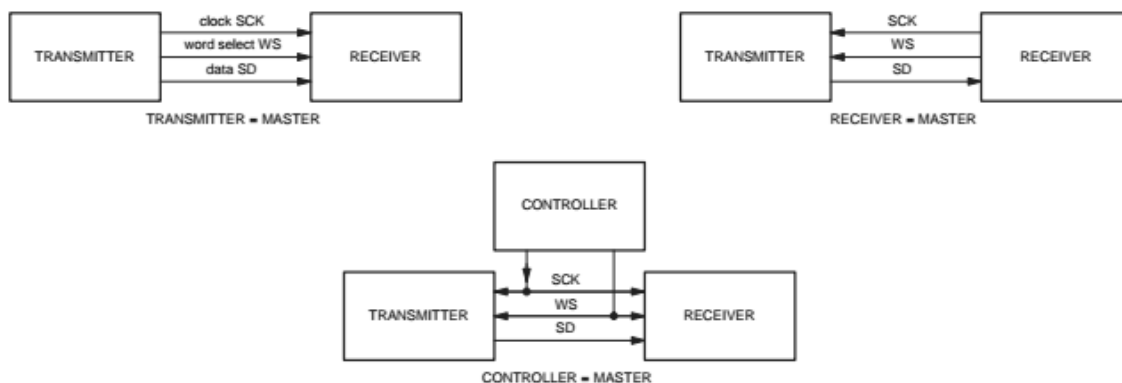 clock SCK
word select WS
data SD
TRANSMITTER
RECEIVER
TRANSMITTER = MASTER
SCK
WS
SD
TRANSMITTER
RECEIVER
RECEIVER = MASTER
CONTROLLER
SCK
WS
SD
TRANSMITTER
RECEIVER
CONTROLLER = MASTER